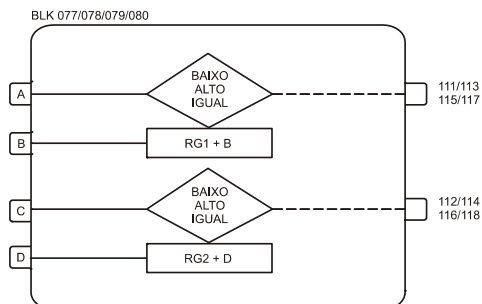 BLK 077/078/079/080
A
BAIXO
ALTO
IGUAL
111/113
115/117
B
RG1 + B
C
BAIXO
ALTO
IGUAL
112/114
116/118
D
RG2 + D